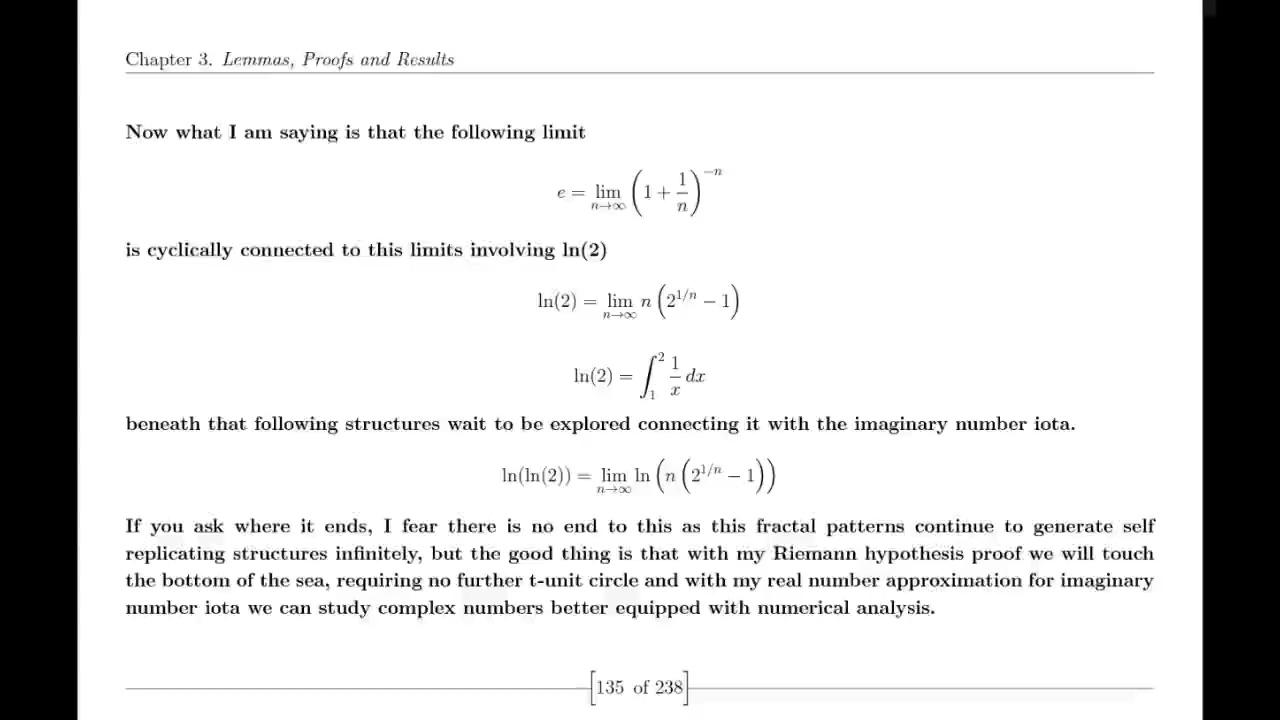 Chapter 3. Lemmas, Proofs and Results
Now what I am saying is that the following limit
e = lim_{n→∞} (1 + 1/n)^{−n}
is cyclically connected to this limits involving ln(2)
ln(2) = lim_{n→∞} n (2^{1/n} − 1)
ln(2) = ∫_1^2 1/x dx
beneath that following structures wait to be explored connecting it with the imaginary number iota.
ln(ln(2)) = lim_{n→∞} ln (n (2^{1/n} − 1))
If you ask where it ends, I fear there is no end to this as this fractal patterns continue to generate self
replicating structures infinitely, but the good thing is that with my Riemann hypothesis proof we will touch
the bottom of the sea, requiring no further t-unit circle and with my real number approximation for imaginary
number iota we can study complex numbers better equipped with numerical analysis.
[135 of 238]